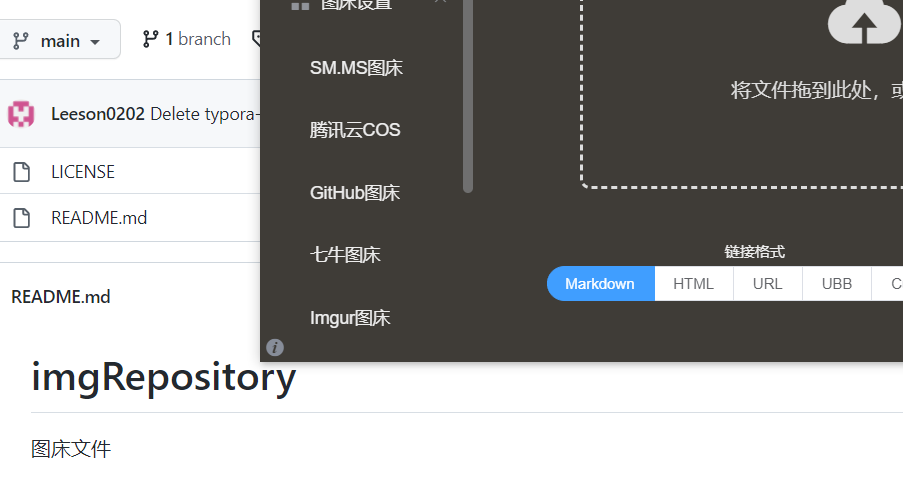 main
1 branch
Leeson0202 Delete typora-
LICENSE
README.md
README.md
imgRepository
图床文件
图床设置
SM.MS图床
腾讯云COS
GitHub图床
七牛图床
Imgur图床
将文件拖到此处，或
链接格式
Markdown
HTML
URL
UBB